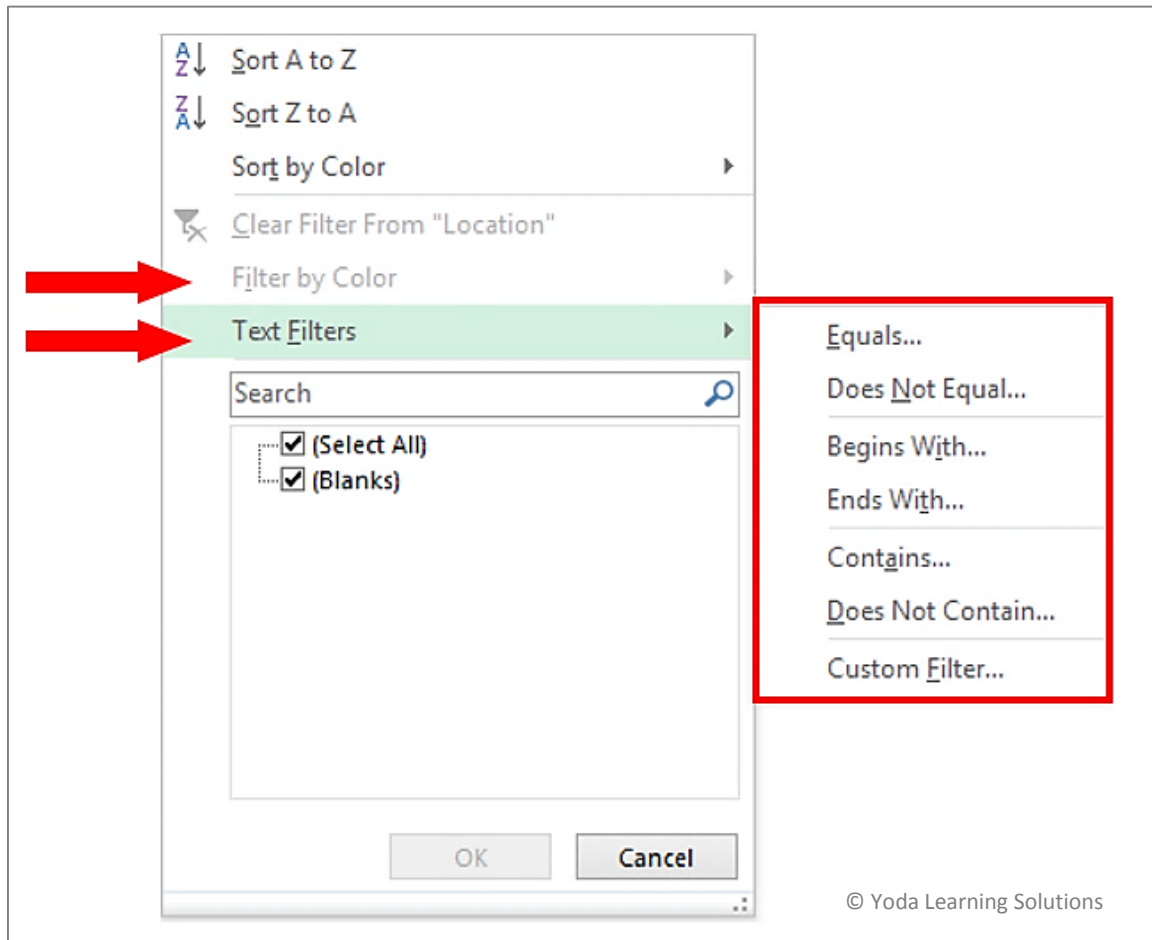 Sort A to Z
Sort Z to A
Sort by Color
Clear Filter From "Location"
Filter by Color
Text Filters
Search
(Select All)
(Blanks)
OK
Cancel
Equals...
Does Not Equal...
Begins With...
Ends With...
Contains...
Does Not Contain...
Custom Filter...
© Yoda Learning Solutions